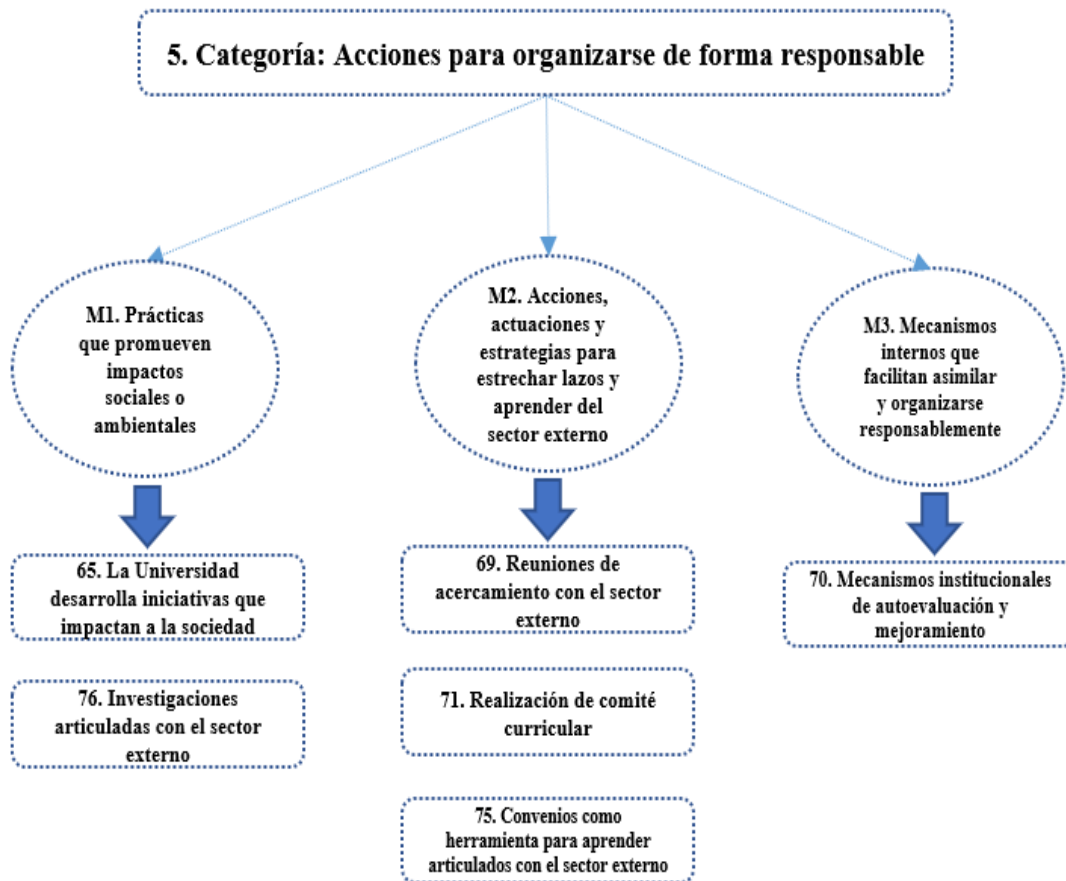 5. Categoría: Acciones para organizarse de forma responsable
M1. Prácticas
que promueven
impactos
sociales o
ambientales
M2. Acciones,
actuaciones y
estrategias para
estrechar lazos y
aprender del
sector externo
M3. Mecanismos
internos que
facilitan asimilar
y organizarse
responsablemente
65. La Universidad
desarrolla iniciativas que
impactan a la sociedad
76. Investigaciones
articuladas con el sector
externo
69. Reuniones de
acercamiento con el sector
externo
71. Realización de comité
curricular
75. Convenios como
herramienta para aprender
articulados con el sector externo
70. Mecanismos institucionales
de autoevaluación y
mejoramiento